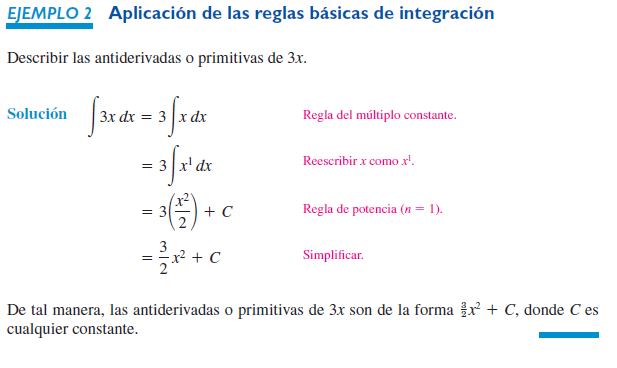 EJEMPLO 2 Aplicación de las reglas básicas de integración
Describir las antiderivadas o primitivas de 3x.
Solución ∫ 3x dx = 3 ∫ x dx Regla del múltiplo constante.
= 3 ∫ x¹ dx Reescribir x como x¹.
= 3(x²/2) + C Regla de potencia (n = 1).
= 3/2 x² + C Simplificar.
De tal manera, las antiderivadas o primitivas de 3x son de la forma 3/2 x² + C, donde C es
cualquier constante.